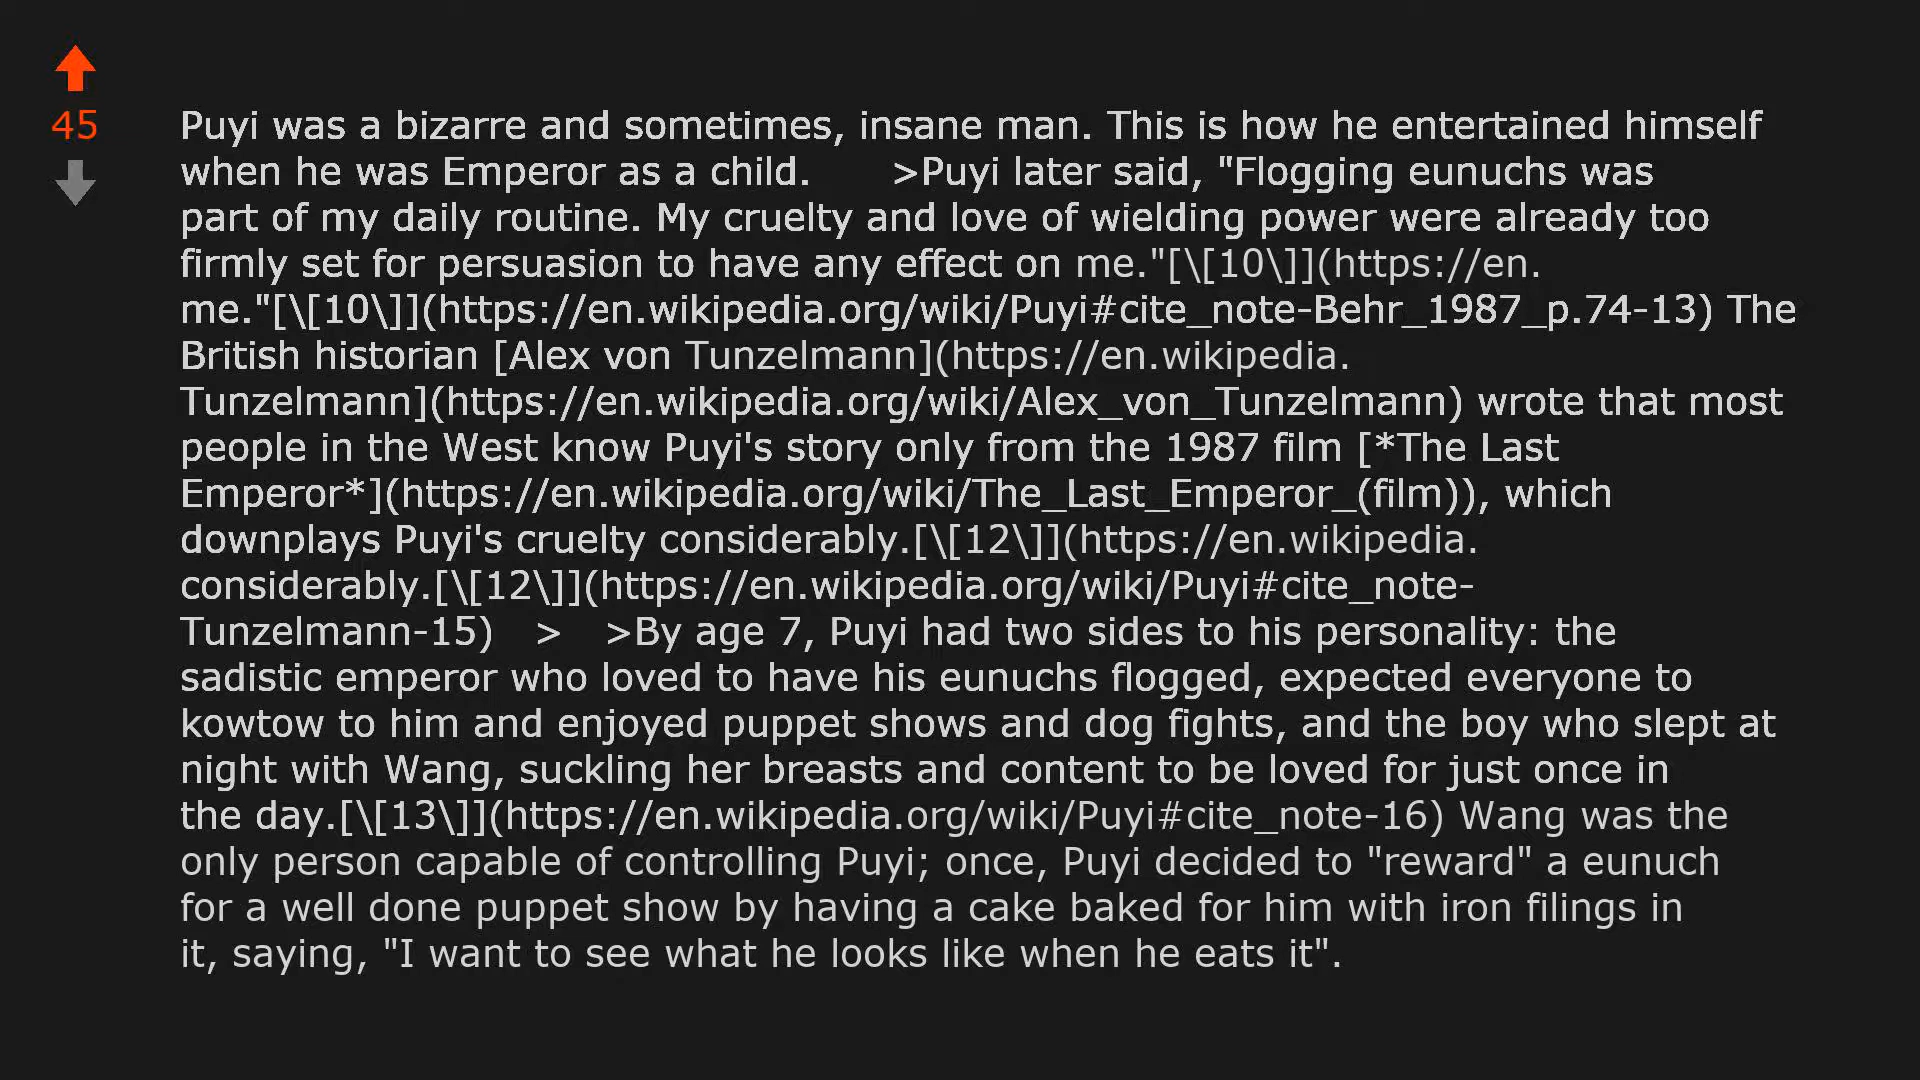 45
Puyi was a bizarre and sometimes, insane man. This is how he entertained himself
when he was Emperor as a child.       >Puyi later said, "Flogging eunuchs was
part of my daily routine. My cruelty and love of wielding power were already too
firmly set for persuasion to have any effect on me."[\[10\]](https://en.
me."[\[10\]](https://en.wikipedia.org/wiki/Puyi#cite_note-Behr_1987_p.74-13) The
British historian [Alex von Tunzelmann](https://en.wikipedia.
Tunzelmann](https://en.wikipedia.org/wiki/Alex_von_Tunzelmann) wrote that most
people in the West know Puyi's story only from the 1987 film [*The Last
Emperor*](https://en.wikipedia.org/wiki/The_Last_Emperor_(film)), which
downplays Puyi's cruelty considerably.[\[12\]](https://en.wikipedia.
considerably.[\[12\]](https://en.wikipedia.org/wiki/Puyi#cite_note-
Tunzelmann-15)   >   >By age 7, Puyi had two sides to his personality: the
sadistic emperor who loved to have his eunuchs flogged, expected everyone to
kowtow to him and enjoyed puppet shows and dog fights, and the boy who slept at
night with Wang, suckling her breasts and content to be loved for just once in
the day.[\[13\]](https://en.wikipedia.org/wiki/Puyi#cite_note-16) Wang was the
only person capable of controlling Puyi; once, Puyi decided to "reward" a eunuch
for a well done puppet show by having a cake baked for him with iron filings in
it, saying, "I want to see what he looks like when he eats it".